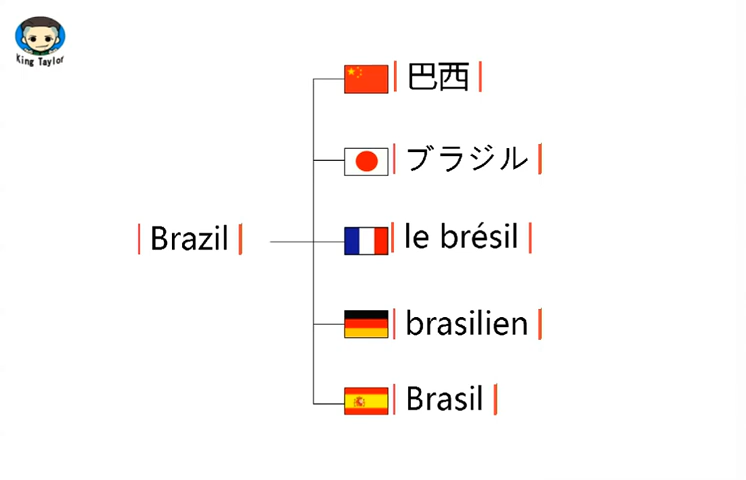 King Taylor
巴西
ブラジル
Brazil
le brésil
brasilien
Brasil